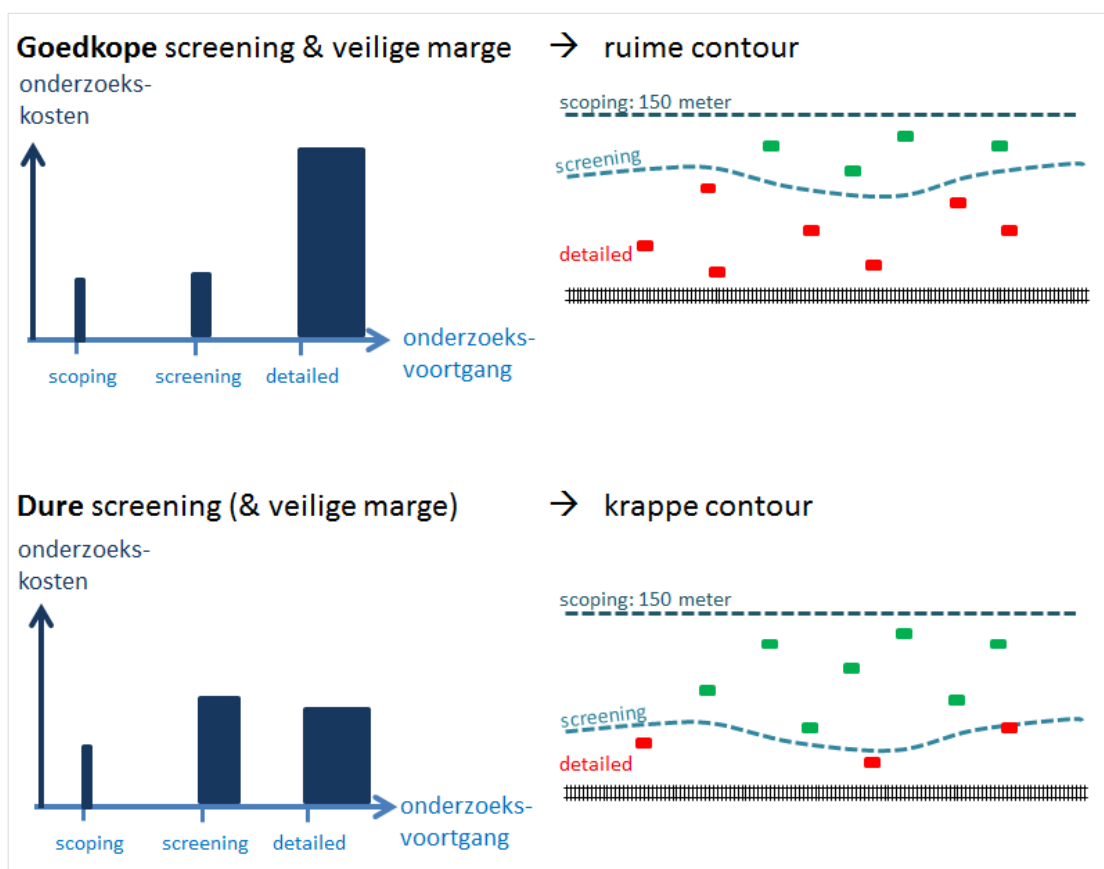 Goedkope screening & veilige marge → ruime contour
onderzoeks-
kosten
scoping: 150 meter
screening
detailed
onderzoeks-
voortgang
scoping screening detailed
Dure screening (& veilige marge) → krappe contour
onderzoeks-
kosten
scoping: 150 meter
screening
detailed
onderzoeks-
voortgang
scoping screening detailed